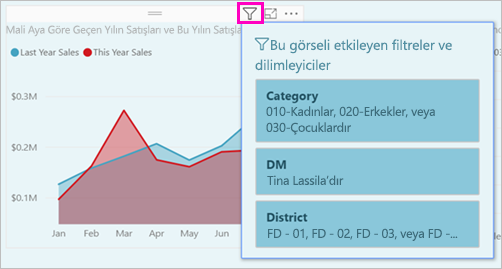 Mali Aya Göre Geçen Yılın Satışları ve Bu Yılın Satışla
Last Year Sales This Year Sales
$0.3M
$0.2M
$0.1M
Jan Feb Mar Apr May Jun
Bu görseli etkileyen filtreler ve
dilimleyiciler
Category
010-Kadınlar, 020-Erkekler, veya
030-Çocuklardır
DM
Tina Lassila'dır
District
FD - 01, FD - 02, FD - 03, veya FD -...